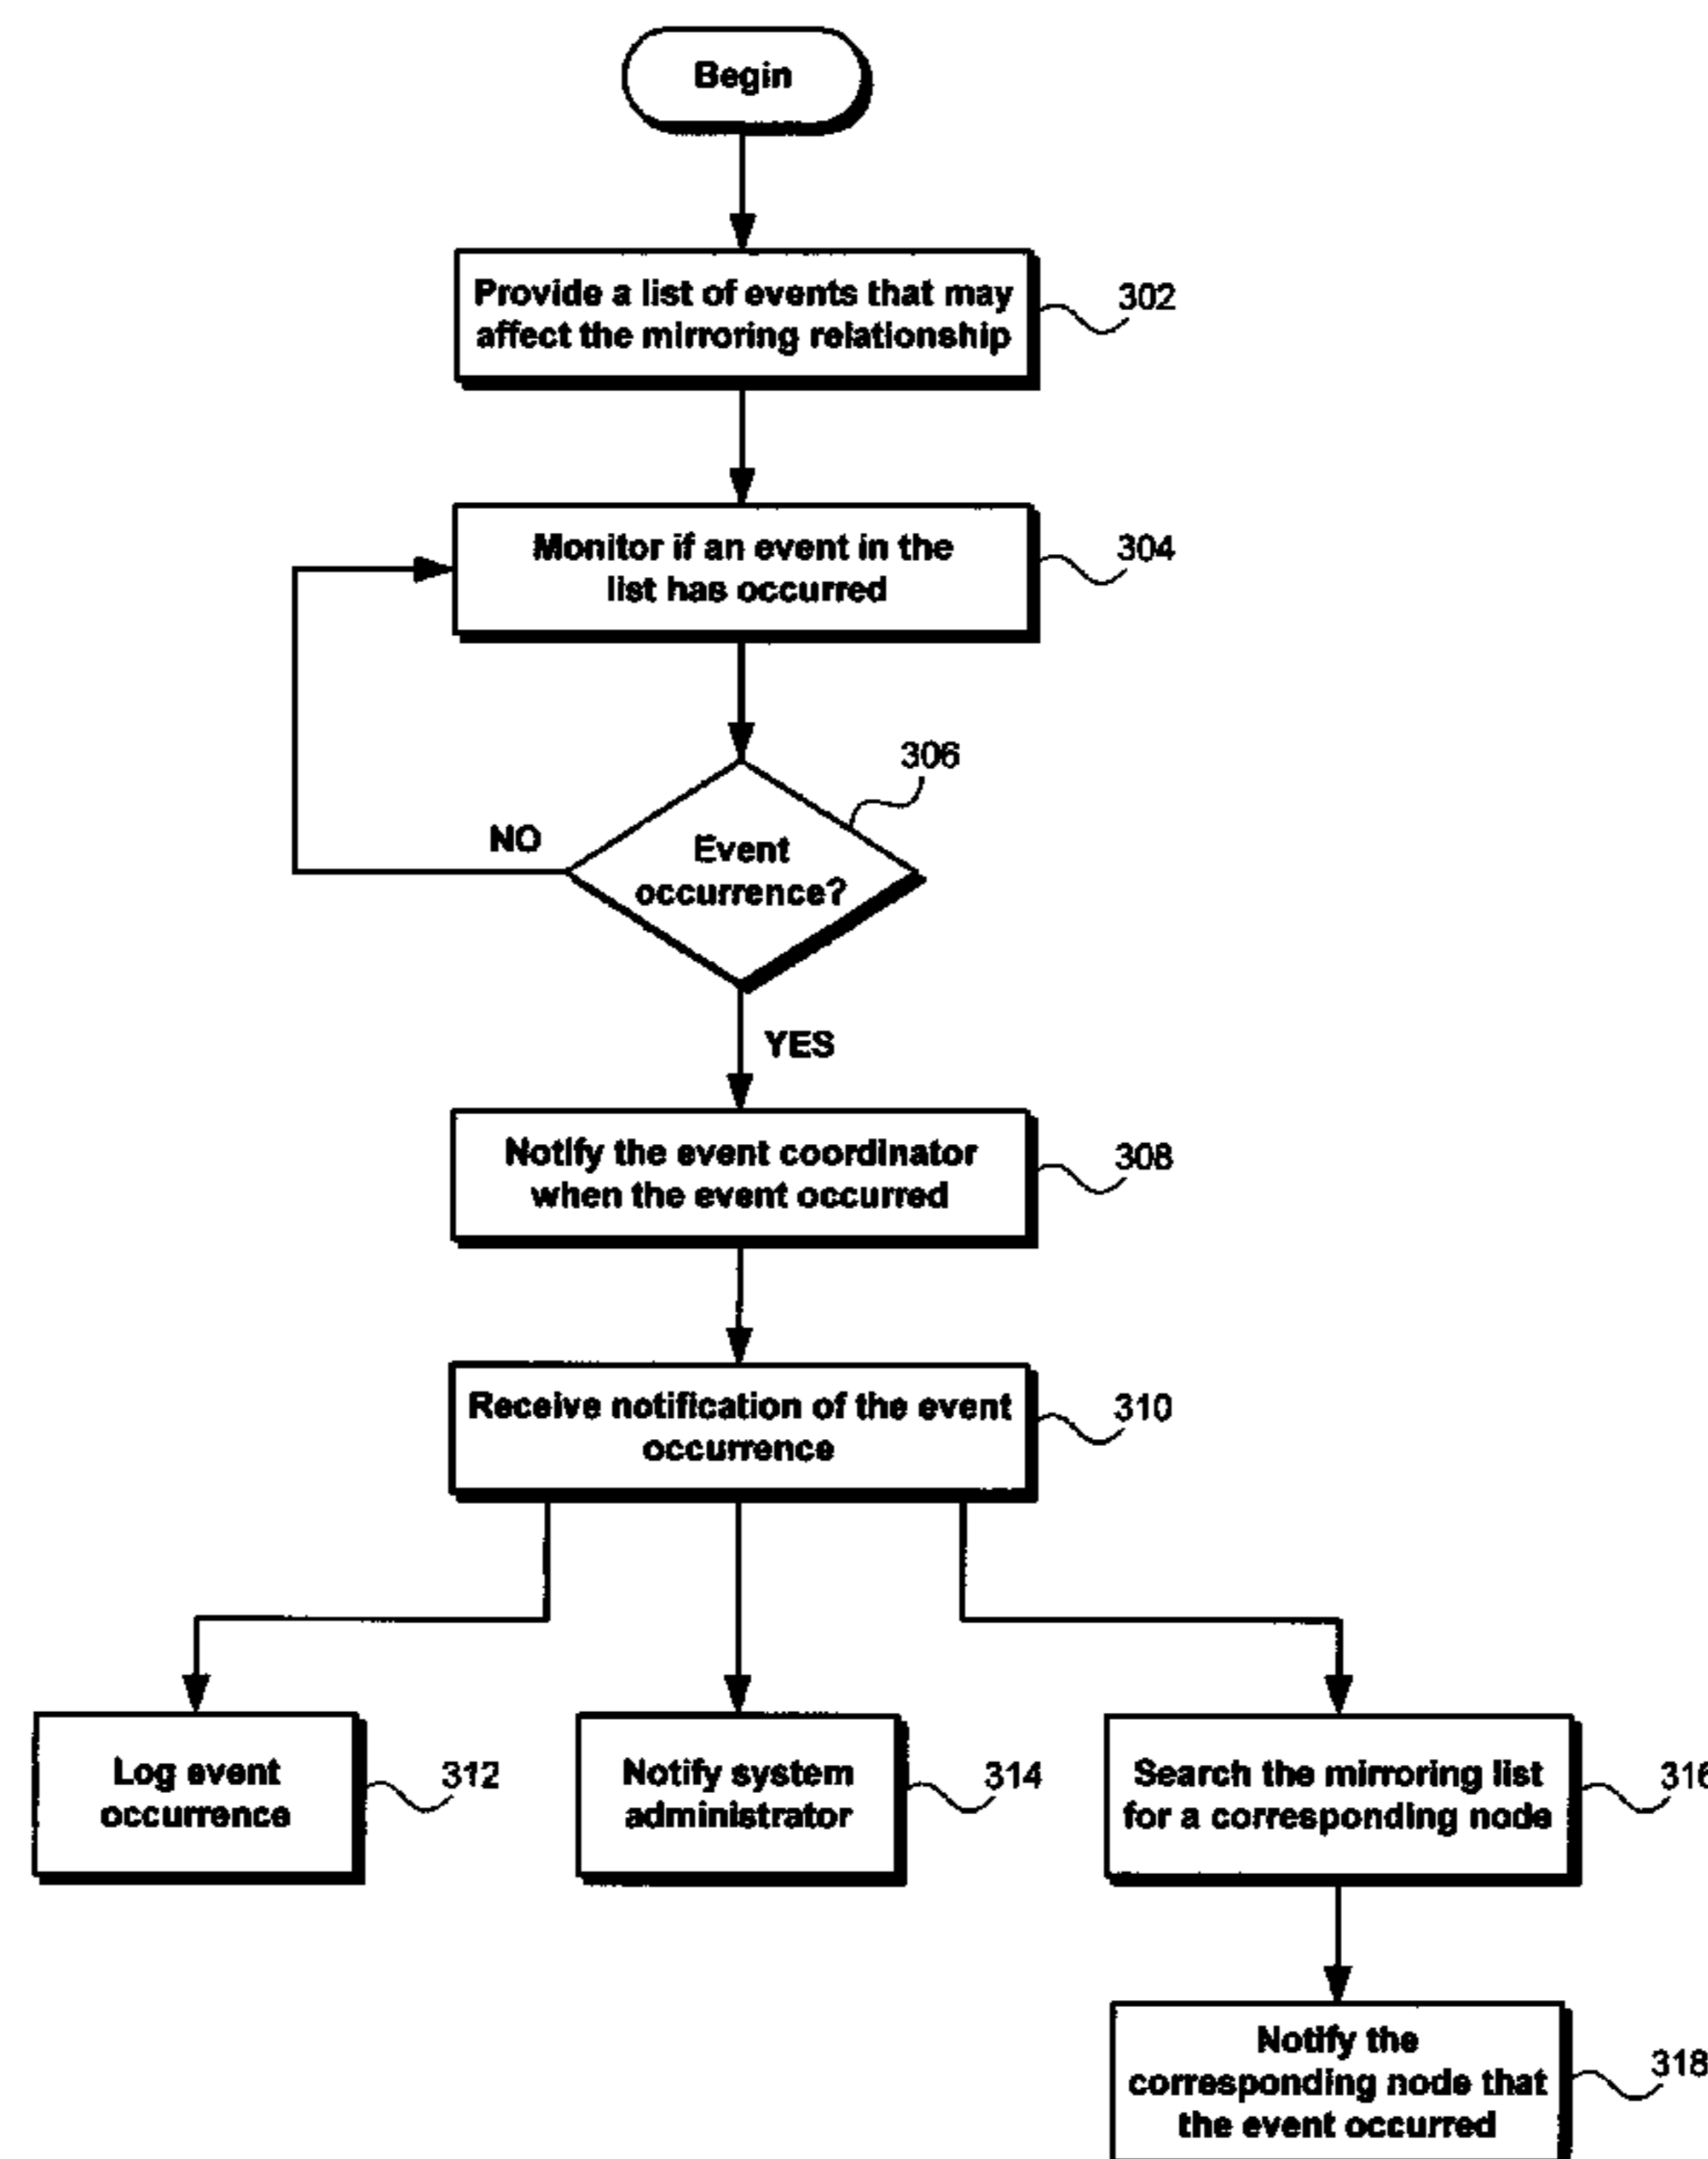 Begin
Provide a list of events that may
affect the mirroring relationship
302
Monitor if an event in the
list has occurred
304
306
NO
Event
occurrence?
YES
Notify the event coordinator
when the event occurred
308
Receive notification of the event
occurrence
310
Log event
occurrence
312
Notify system
administrator
314
Search the mirroring list
for a corresponding node
316
Notify the
corresponding node that
the event occurred
318